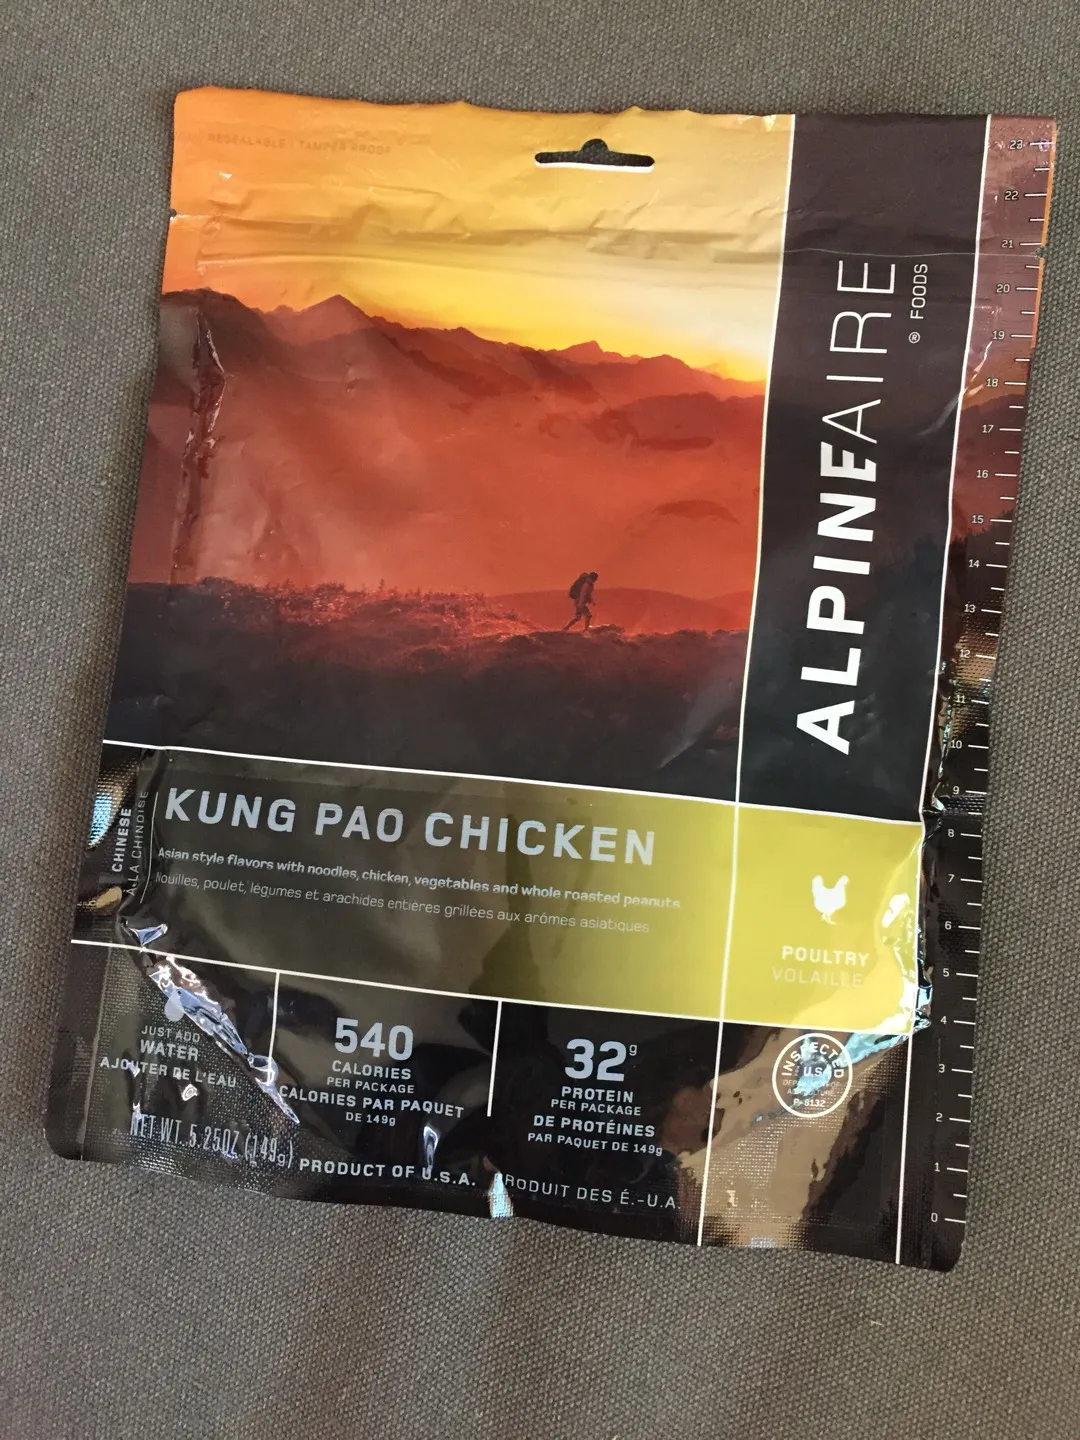 RESEALABLE | TAMPER PROOF
ALPINEAIRE
® FOODS
23
22
21
20
19
18
17
16
15
14
13
12
11
10
9
8
7
6
5
4
3
2
1
0
CHINESE
À LA CHINOISE
KUNG PAO CHICKEN
Asian style flavors with noodles, chicken, vegetables and whole roasted peanuts.
Nouilles, poulet, légumes et arachides entières grillées aux arômes asiatiques
POULTRY
VOLAILLE
JUST ADD
WATER
AJOUTER DE L'EAU
540
CALORIES
PER PACKAGE
CALORIES PAR PAQUET
DE 149g
32g
PROTEIN
PER PACKAGE
DE PROTÉINES
PAR PAQUET DE 149g
INSPECTED
U.S.
DEPARTMENT OF
AGRICULTURE
P-8132
NET WT. 5.25OZ (149g)
PRODUCT OF U.S.A.
PRODUIT DES É.-U.A.